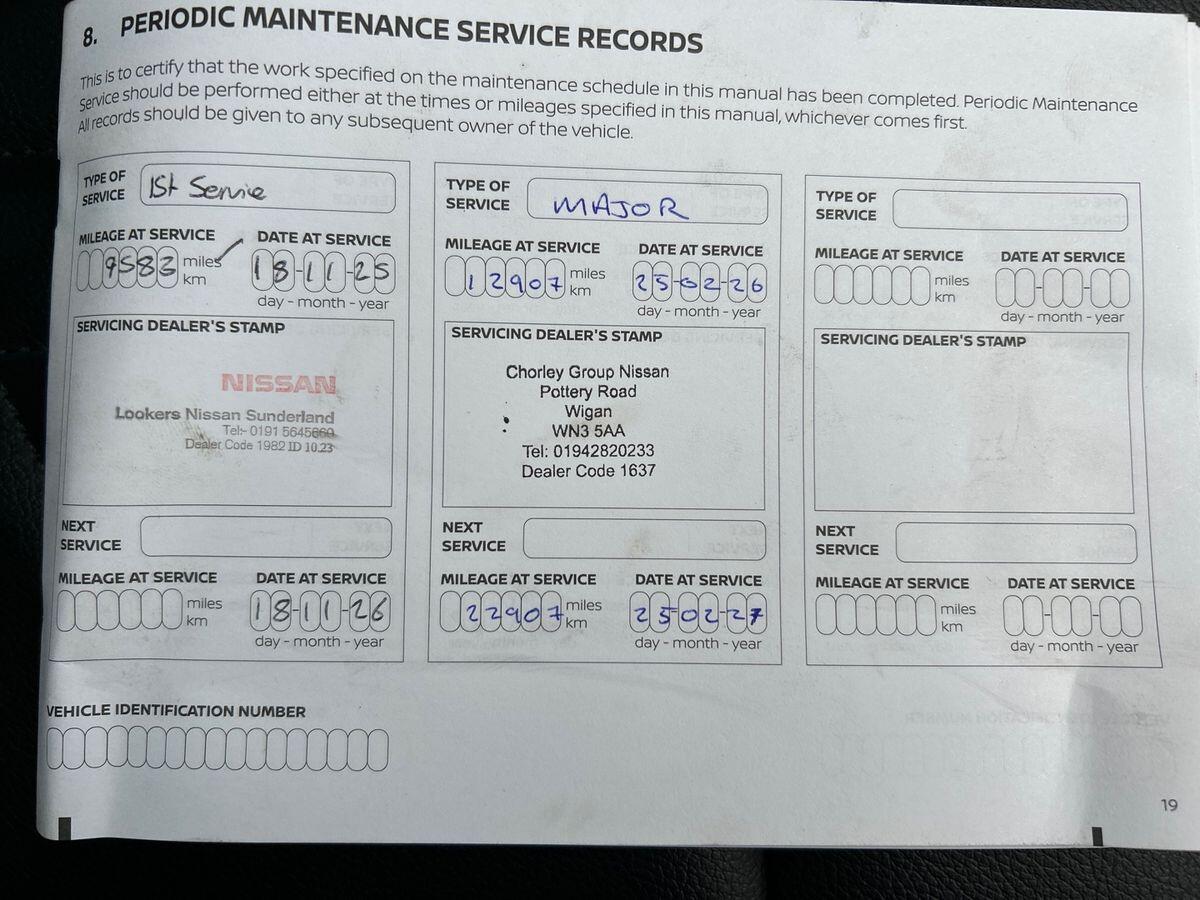 8. PERIODIC MAINTENANCE SERVICE RECORDS
This is to certify that the work specified on the maintenance schedule in this manual has been completed. Periodic Maintenance
Service should be performed either at the times or mileages specified in this manual, whichever comes first.
All records should be given to any subsequent owner of the vehicle.
TYPE OF
SERVICE
1St Service
MILEAGE AT SERVICE
9583
miles
km
DATE AT SERVICE
18-11-25
day - month - year
SERVICING DEALER'S STAMP
NISSAN
Lookers Nissan Sunderland
Tel:- 0191 5645660
Dealer Code 1982 ID 10.23
NEXT
SERVICE
MILEAGE AT SERVICE
miles
km
DATE AT SERVICE
18-11-26
day - month - year
TYPE OF
SERVICE
MAJOR
MILEAGE AT SERVICE
12907
miles
km
DATE AT SERVICE
25-02-26
day - month - year
SERVICING DEALER'S STAMP
Chorley Group Nissan
Pottery Road
Wigan
WN3 5AA
Tel: 01942820233
Dealer Code 1637
NEXT
SERVICE
MILEAGE AT SERVICE
22907
miles
km
DATE AT SERVICE
25-02-27
day - month - year
TYPE OF
SERVICE
MILEAGE AT SERVICE
miles
km
DATE AT SERVICE
day - month - year
SERVICING DEALER'S STAMP
NEXT
SERVICE
MILEAGE AT SERVICE
miles
km
DATE AT SERVICE
day - month - year
VEHICLE IDENTIFICATION NUMBER
19